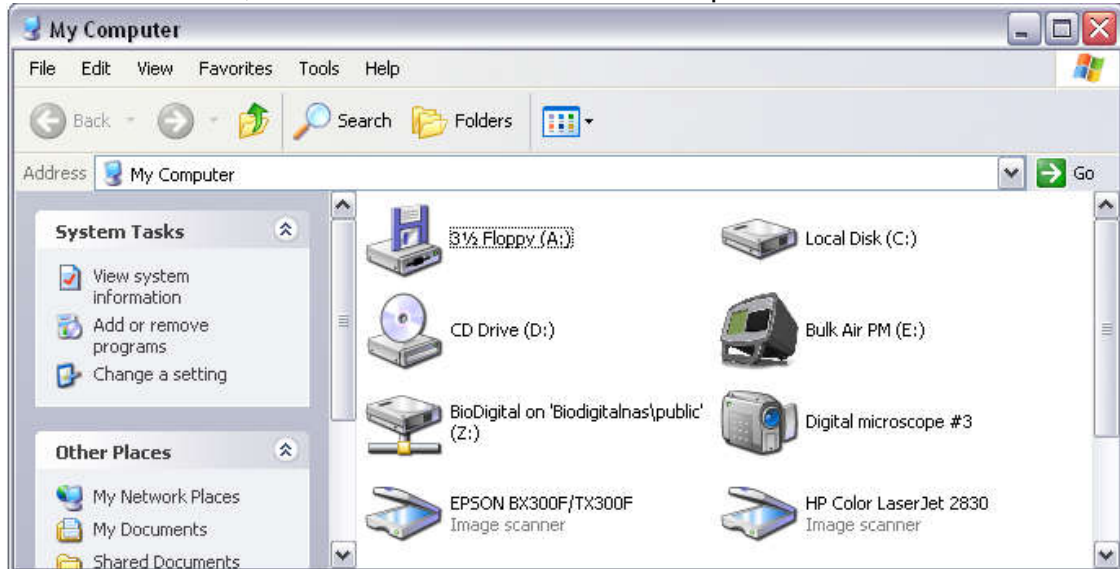 My Computer
File Edit View Favorites Tools Help
Back Search Folders
Address My Computer Go
System Tasks
View system
information
Add or remove
programs
Change a setting
Other Places
My Network Places
My Documents
Shared Documents
3½ Floppy (A:)
Local Disk (C:)
CD Drive (D:)
Bulk Air PM (E:)
BioDigital on 'Biodigitalnas\public'
(Z:)
Digital microscope #3
EPSON BX300F/TX300F
Image scanner
HP Color LaserJet 2830
Image scanner